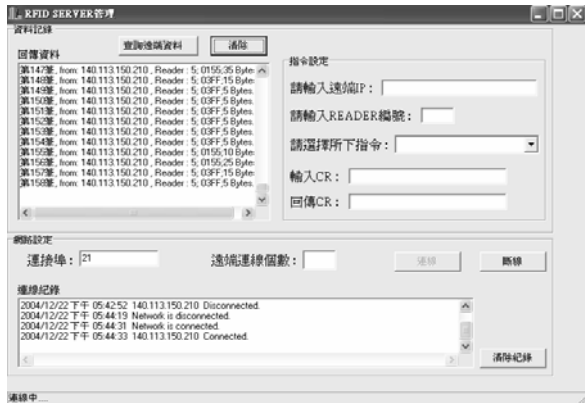 RFID SERVER管理
資料記錄
回傳資料
查詢遠端資料
清除
第147筆, from: 140.113.150.210 , Reader : 5; 0155;35 Bytes
第148筆, from: 140.113.150.210 , Reader : 5; 03FF;15 Bytes.
第149筆, from: 140.113.150.210 , Reader : 5; 03FF;5 Bytes.
第150筆, from: 140.113.150.210 , Reader : 5; 03FF;5 Bytes.
第151筆, from: 140.113.150.210 , Reader : 5; 03FF;5 Bytes.
第152筆, from: 140.113.150.210 , Reader : 5; 03FF;5 Bytes.
第153筆, from: 140.113.150.210 , Reader : 5; 03FF;5 Bytes.
第154筆, from: 140.113.150.210 , Reader : 5; 03FF;5 Bytes.
第155筆, from: 140.113.150.210 , Reader : 5; 0155;10 Bytes
第156筆, from: 140.113.150.210 , Reader : 5; 0155;25 Bytes
第157筆, from: 140.113.150.210 , Reader : 5; 03FF;15 Bytes
第158筆, from: 140.113.150.210 , Reader : 5; 03FF;5 Bytes.
指令設定
請輸入遠端IP：
請輸入READER編號：
請選擇所下指令：
輸入CR：
回傳CR：
網路設定
連接埠： 21
遠端連線個數：
連線
斷線
連線紀錄
2004/12/22 下午 05:42:52 140.113.150.210 Disconnected.
2004/12/22 下午 05:44:19 Network is disconnected.
2004/12/22 下午 05:44:31 Network is connected.
2004/12/22 下午 05:44:33 140.113.150.210 Connected.
清除紀錄
連線中....